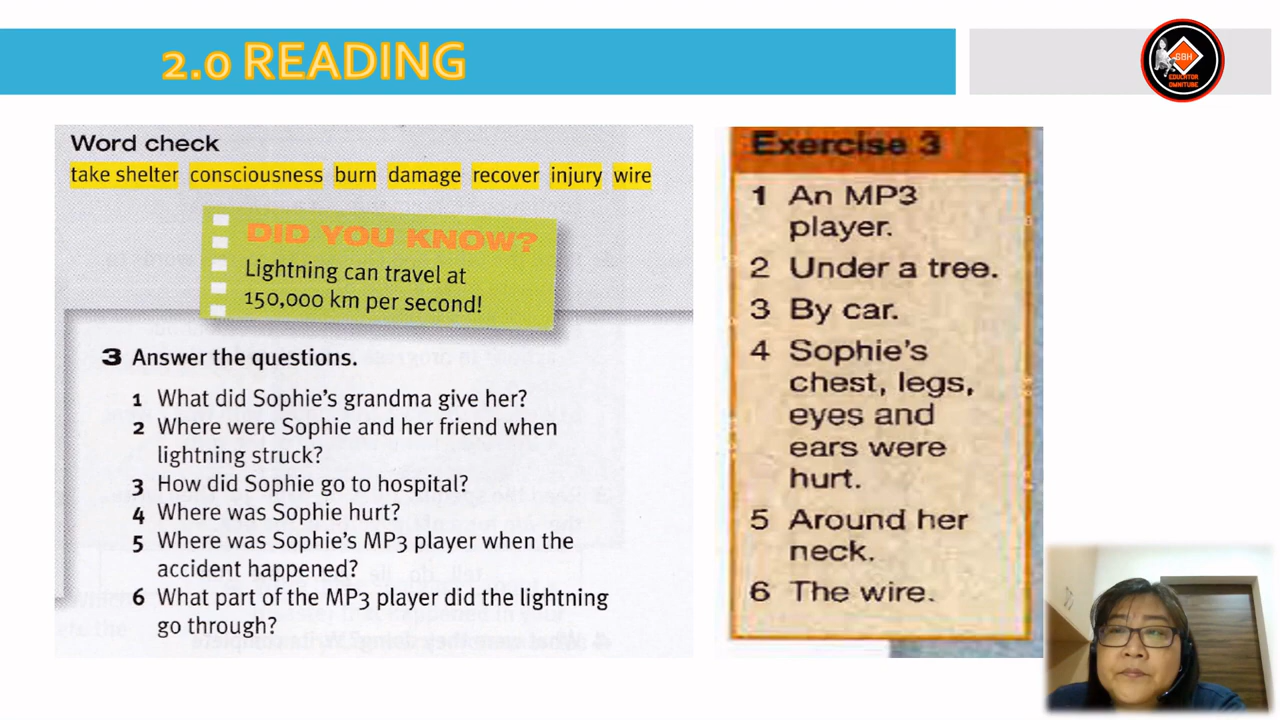 2.0 READING
GBH
EDUCATOR
OMNITUBE
Word check
take shelter consciousness burn damage recover injury wire
DID YOU KNOW?
Lightning can travel at
150,000 km per second!
3 Answer the questions.
1 What did Sophie's grandma give her?
2 Where were Sophie and her friend when
lightning struck?
3 How did Sophie go to hospital?
4 Where was Sophie hurt?
5 Where was Sophie's MP3 player when the
accident happened?
6 What part of the MP3 player did the lightning
go through?
Exercise 3
1 An MP3
player.
2 Under a tree.
3 By car.
4 Sophie's
chest, legs,
eyes and
ears were
hurt.
5 Around her
neck.
6 The wire.